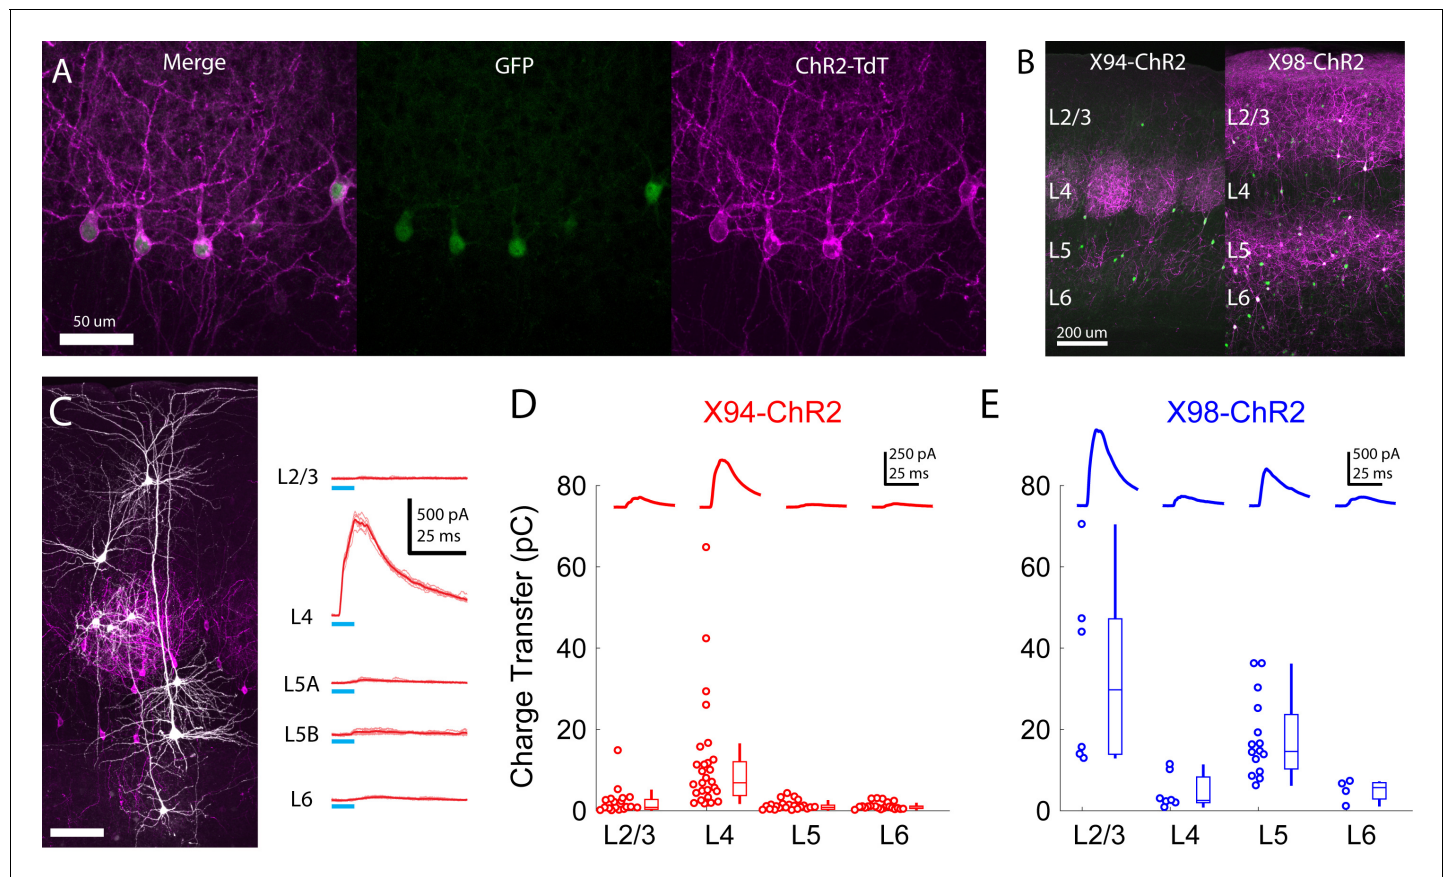 A
Merge
GFP
ChR2-TdT
50 um
B
X94-ChR2
X98-ChR2
L2/3
L2/3
L4
L4
L5
L5
L6
L6
200 um
C
L2/3
500 pA
25 ms
L4
L5A
L5B
L6
D
X94-ChR2
250 pA
25 ms
Charge Transfer (pC)
80
60
40
20
0
L2/3
L4
L5
L6
E
X98-ChR2
500 pA
25 ms
80
60
40
20
0
L2/3
L4
L5
L6